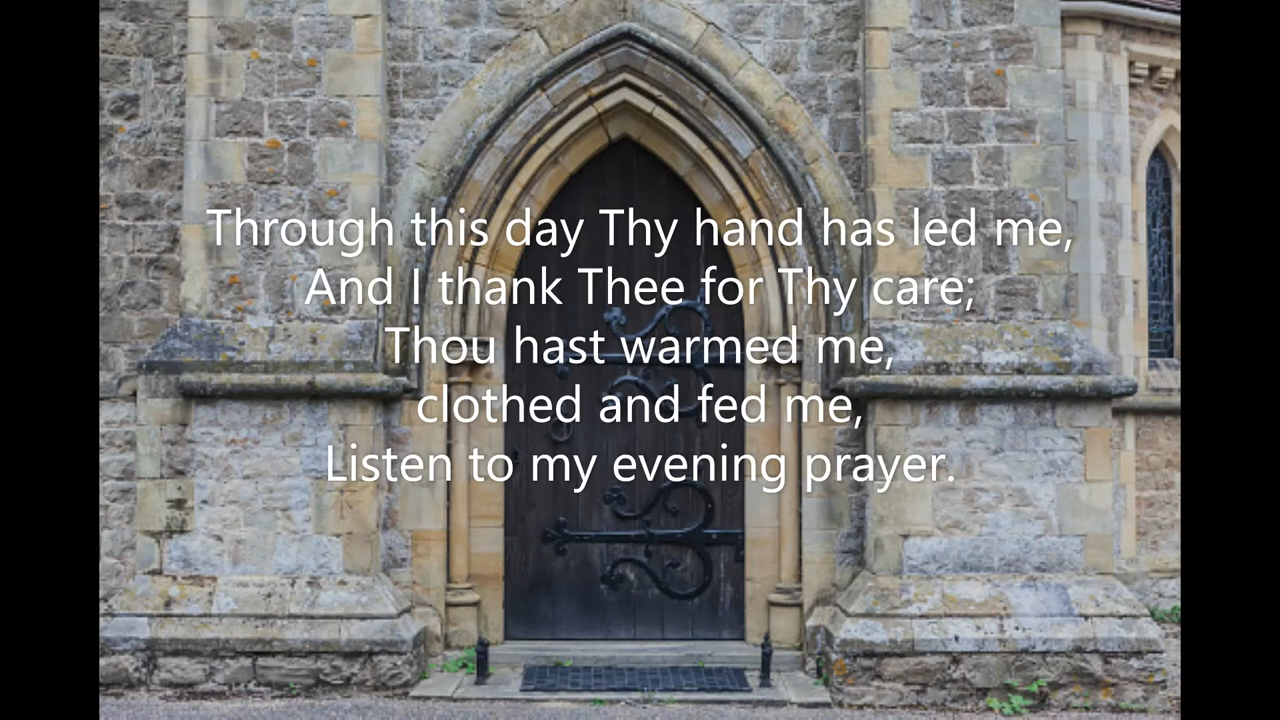 Through this day Thy hand has led me,
And I thank Thee for Thy care;
Thou hast warmed me,
clothed and fed me,
Listen to my evening prayer.